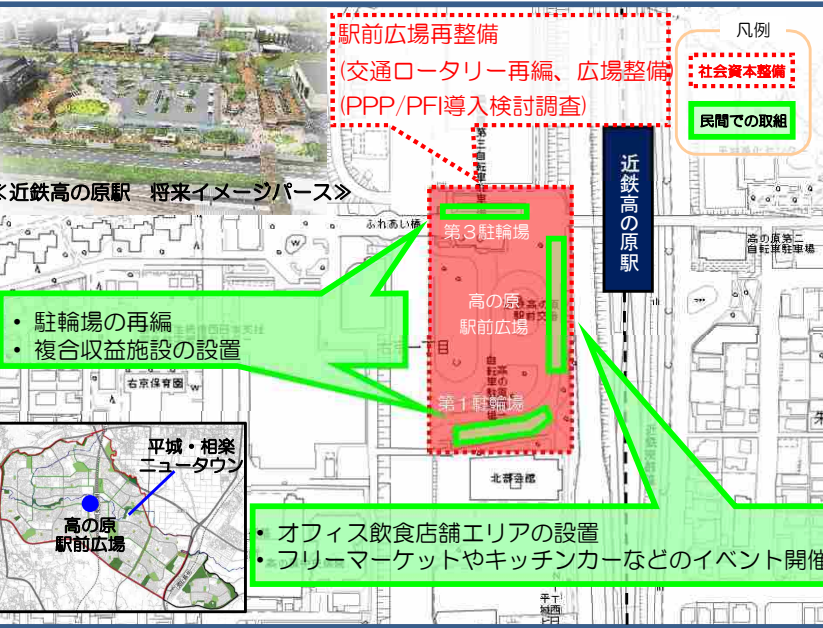 駅前広場再整備
(交通ロータリー再編、広場整備)
(PPP/PFI導入検討調査)
凡例
社会資本整備
民間での取組
≪近鉄高の原駅 将来イメージパース≫
近鉄高の原駅
ふれあい橋
第三自転車駐車場
第3駐輪場
高の原第二
自転車駐車場
高の原
駅前広場
・ 駐輪場の再編
・ 複合収益施設の設置
右京保育園
第1駐輪場
北部会館
平城・相楽
ニュータウン
高の原
駅前広場
・ オフィス飲食店舗エリアの設置
・ フリーマーケットやキッチンカーなどのイベント開催